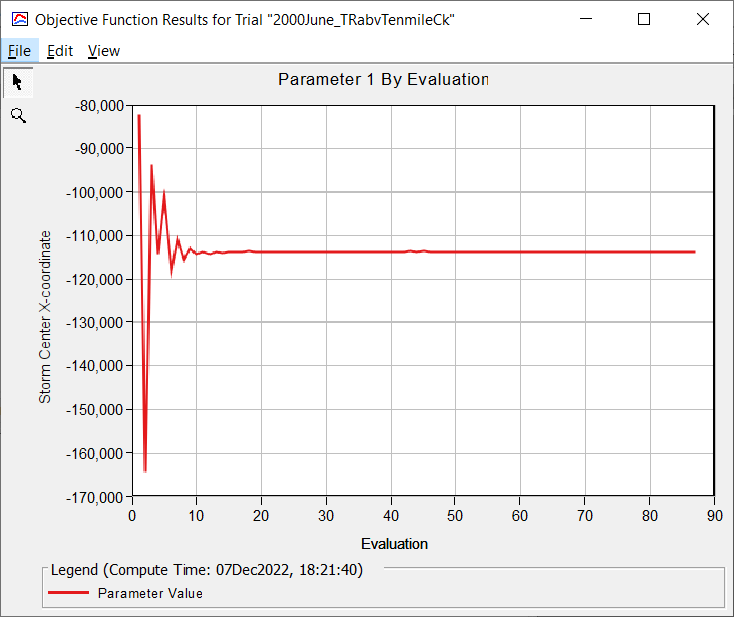 Objective Function Results for Trial "2000June_TRabvTenmileCk"
File Edit View
Parameter 1 By Evaluation
Storm Center X-coordinate
-80,000
-90,000
-100,000
-110,000
-120,000
-130,000
-140,000
-150,000
-160,000
-170,000
0 10 20 30 40 50 60 70 80 90
Evaluation
Legend (Compute Time: 07Dec2022, 18:21:40)
Parameter Value